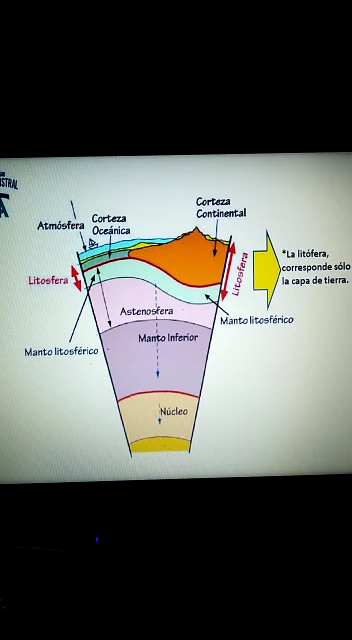 ISTRAL
A
Atmósfera
Corteza
Oceánica
Corteza
Continental
Litosfera
Litosfera
*La litófera,
corresponde sólo
la capa de tierra.
Astenosfera
Manto litosférico
Manto Inferior
Manto litosférico
Núcleo